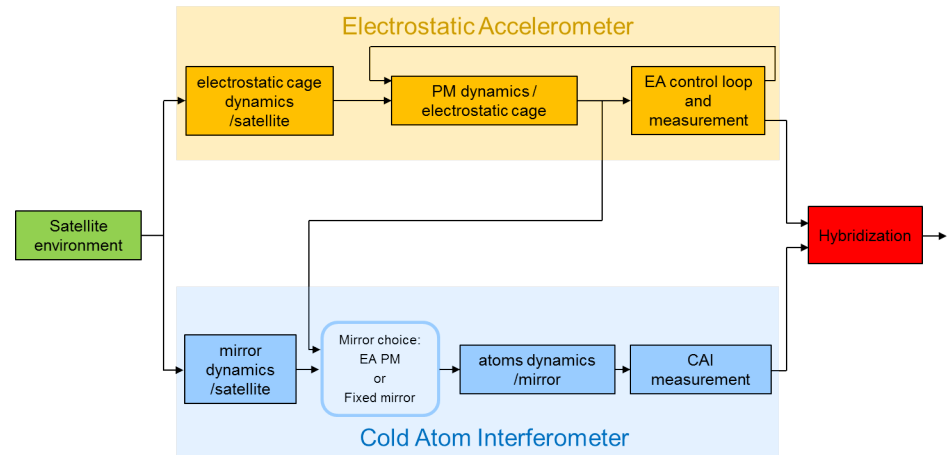 Electrostatic Accelerometer
electrostatic cage
dynamics
/satellite
PM dynamics /
electrostatic cage
EA control loop
and
measurement
Satellite
environment
Hybridization
mirror
dynamics
/satellite
Mirror choice:
EA PM
or
Fixed mirror
atoms dynamics
/mirror
CAI
measurement
Cold Atom Interferometer